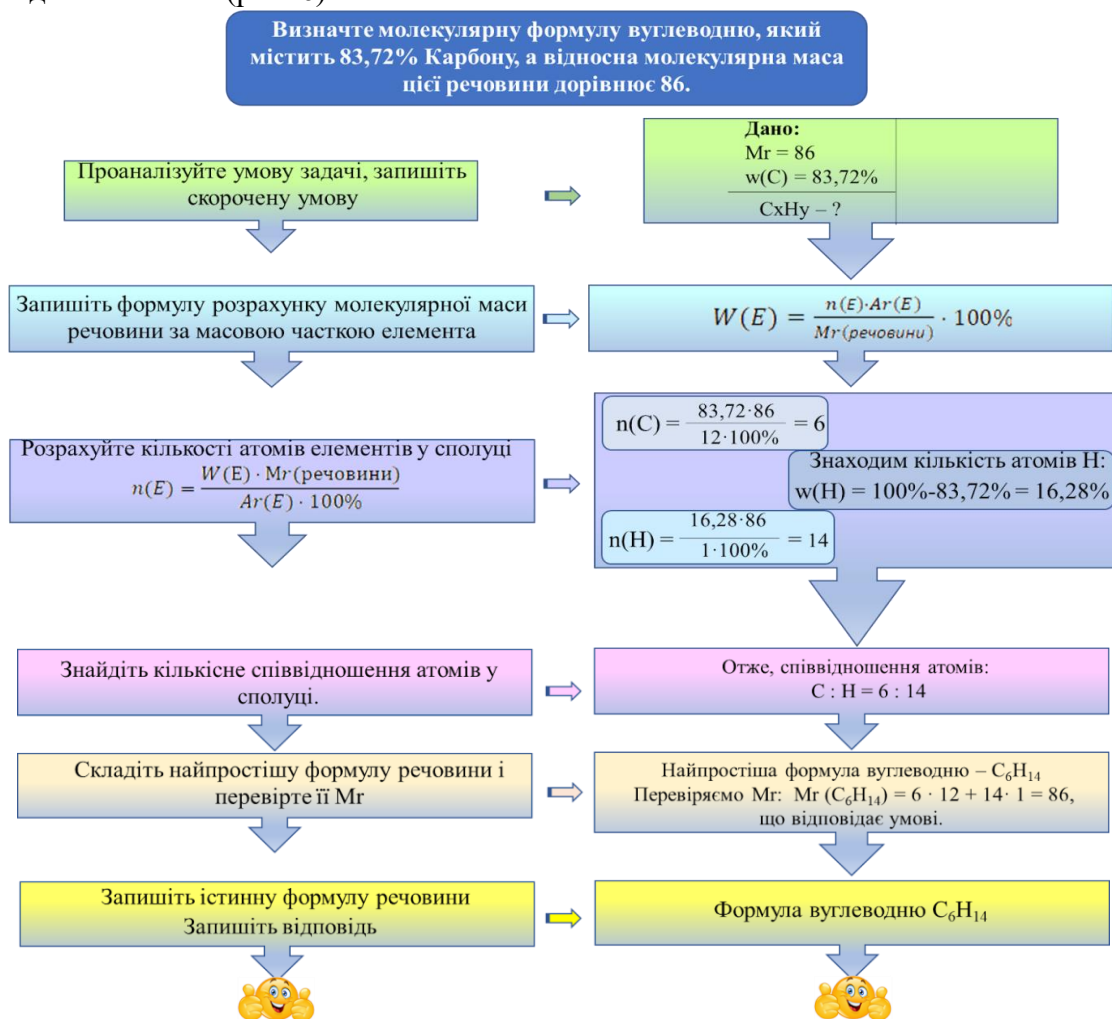 Визначте молекулярну формулу вуглеводню, який
містить 83,72% Карбону, а відносна молекулярна маса
цієї речовини дорівнює 86.
Проаналізуйте умову задачі, запишіть
скорочену умову
Дано:
Mr = 86
w(C) = 83,72%
CxHy – ?
Запишіть формулу розрахунку молекулярної маси
речовини за масовою часткою елемента
W(E) = n(E)·Ar(E) / Mr(речовини) · 100%
Розрахуйте кількості атомів елементів у сполуці
n(E) = W(E) · Mr(речовини) / Ar(E) · 100%
n(C) = 83,72·86 / 12·100% = 6
Знаходим кількість атомів Н:
w(H) = 100%-83,72% = 16,28%
n(H) = 16,28·86 / 1·100% = 14
Знайдіть кількісне співвідношення атомів у
сполуці.
Отже, співвідношення атомів:
C : H = 6 : 14
Складіть найпростішу формулу речовини і
перевірте її Mr
Найпростіша формула вуглеводню – C₆H₁₄
Перевіряємо Mr: Mr (C₆H₁₄) = 6 · 12 + 14· 1 = 86,
що відповідає умові.
Запишіть істинну формулу речовини
Запишіть відповідь
Формула вуглеводню C₆H₁₄